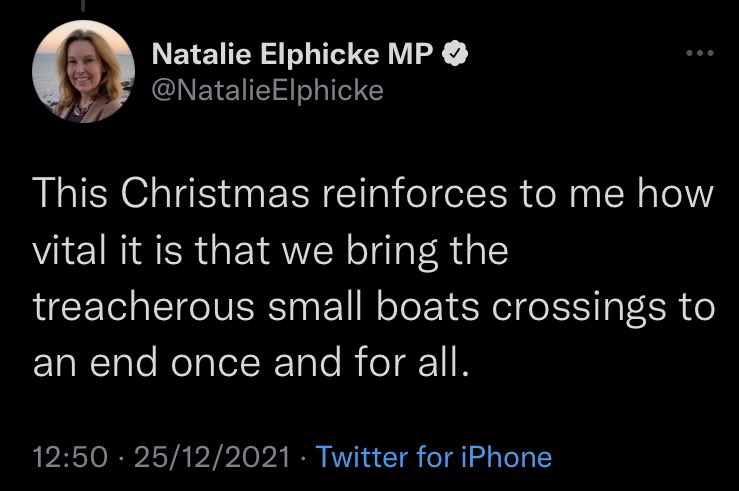 Natalie Elphicke MP
@NatalieElphicke
This Christmas reinforces to me how
vital it is that we bring the
treacherous small boats crossings to
an end once and for all.
12:50 · 25/12/2021 · Twitter for iPhone